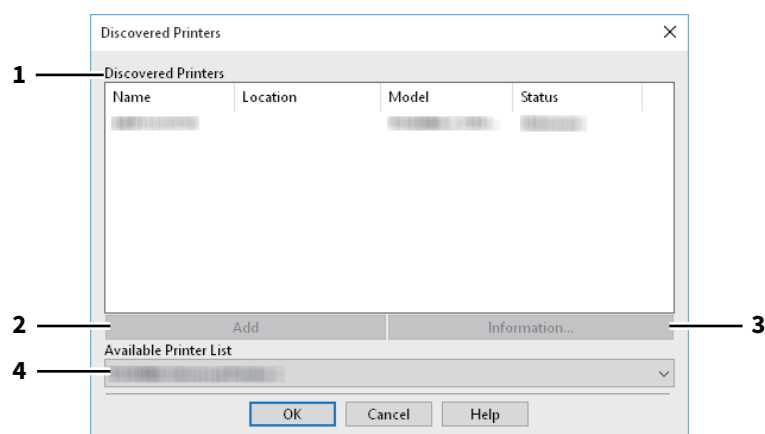 Discovered Printers
1 Discovered Printers
Name Location Model Status
2 Add Information... 3
Available Printer List
4
OK Cancel Help